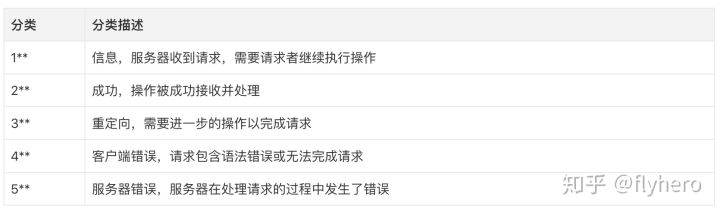 分类 分类描述
1** 信息，服务器收到请求，需要请求者继续执行操作
2** 成功，操作被成功接收并处理
3** 重定向，需要进一步的操作以完成请求
4** 客户端错误，请求包含语法错误或无法完成请求
5** 服务器错误，服务器在处理请求的过程中发生了错误
知乎 @flyhero